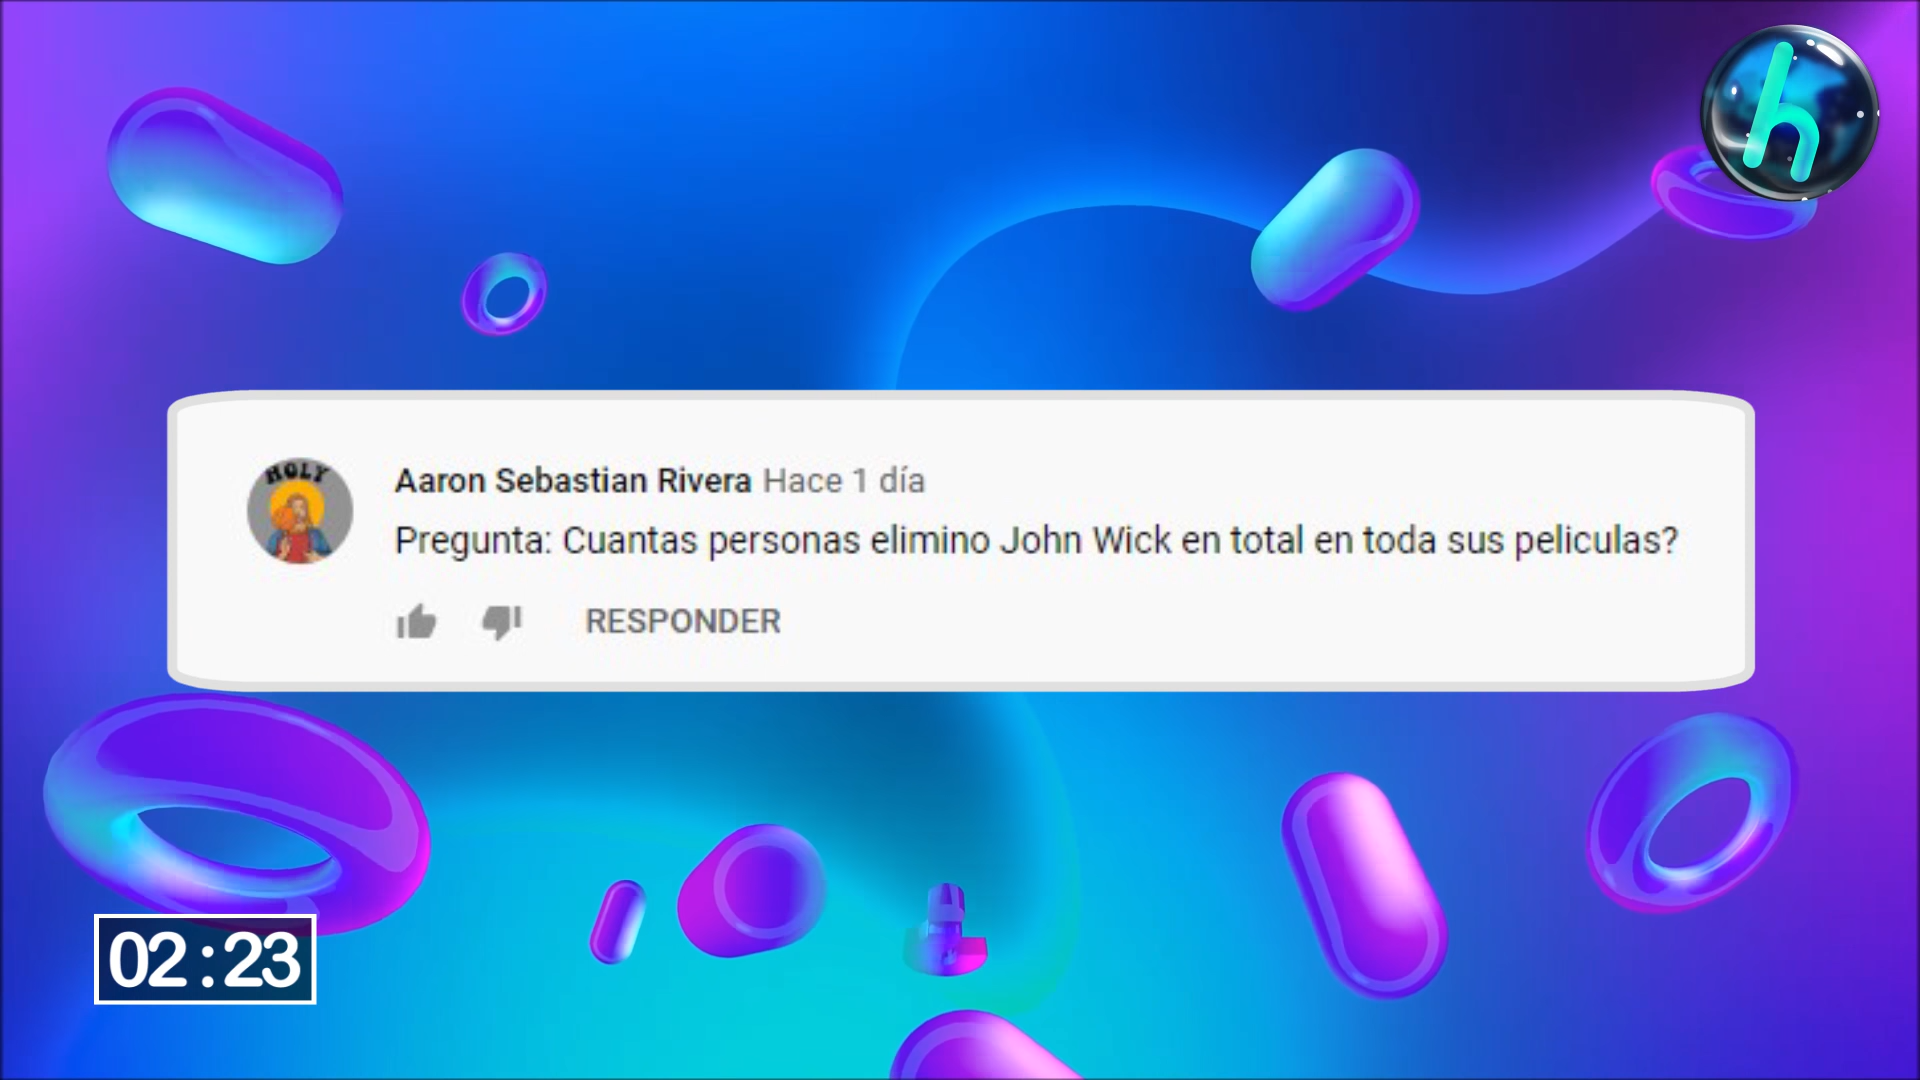 h
HOLY
Aaron Sebastian Rivera Hace 1 día
Pregunta: Cuantas personas elimino John Wick en total en toda sus peliculas?
RESPONDER
02:23